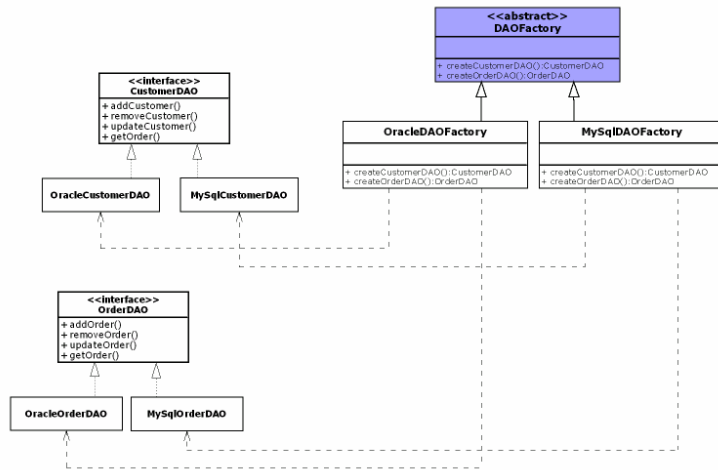 <<abstract>>
DAOFactory
+ createCustomerDAO():CustomerDAO
+ createOrderDAO():OrderDAO
<<interface>>
CustomerDAO
+ addCustomer()
+ removeCustomer()
+ updateCustomer()
+ getOrder()
OracleDAOFactory
+ createCustomerDAO():CustomerDAO
+ createOrderDAO():OrderDAO
MySqlDAOFactory
+ createCustomerDAO():CustomerDAO
+ createOrderDAO():OrderDAO
OracleCustomerDAO
MySqlCustomerDAO
<<interface>>
OrderDAO
+ addOrder()
+ removeOrder()
+ updateOrder()
+ getOrder()
OracleOrderDAO
MySqlOrderDAO